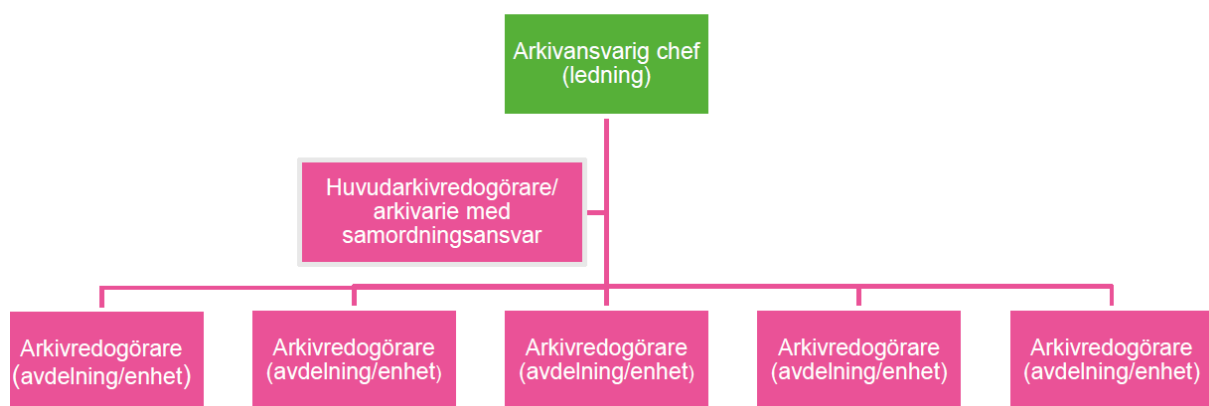 Arkivansvarig chef
(ledning)
Huvudarkivredogörare/
arkivarie med
samordningsansvar
Arkivredogörare
(avdelning/enhet)
Arkivredogörare
(avdelning/enhet)
Arkivredogörare
(avdelning/enhet)
Arkivredogörare
(avdelning/enhet)
Arkivredogörare
(avdelning/enhet)